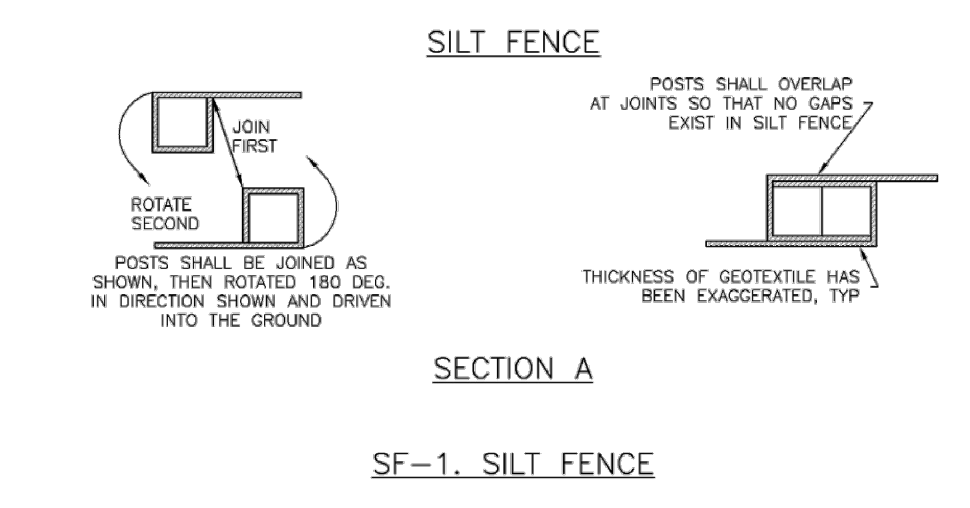 SILT FENCE
JOIN
FIRST
ROTATE
SECOND
POSTS SHALL BE JOINED AS
SHOWN, THEN ROTATED 180 DEG.
IN DIRECTION SHOWN AND DRIVEN
INTO THE GROUND
POSTS SHALL OVERLAP
AT JOINTS SO THAT NO GAPS
EXIST IN SILT FENCE
THICKNESS OF GEOTEXTILE HAS
BEEN EXAGGERATED, TYP
SECTION A
SF-1. SILT FENCE